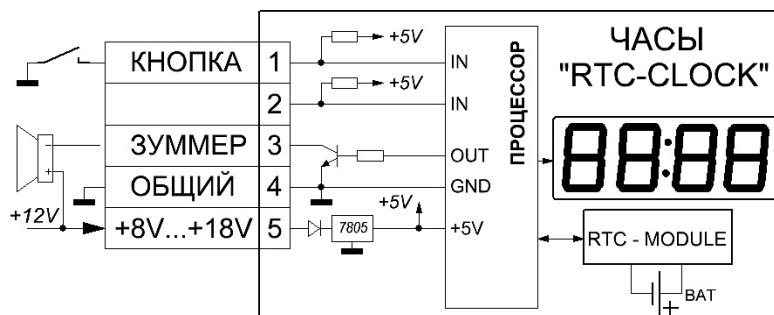 КНОПКА 1
2
ЗУММЕР 3
ОБЩИЙ 4
+8V...+18V 5
+12V
- +
+5V
+5V
+5V
7805
IN
IN
OUT
GND
+5V
ПРОЦЕССОР
ЧАСЫ
"RTC-CLOCK"
88:88
RTC - MODULE
+ BAT